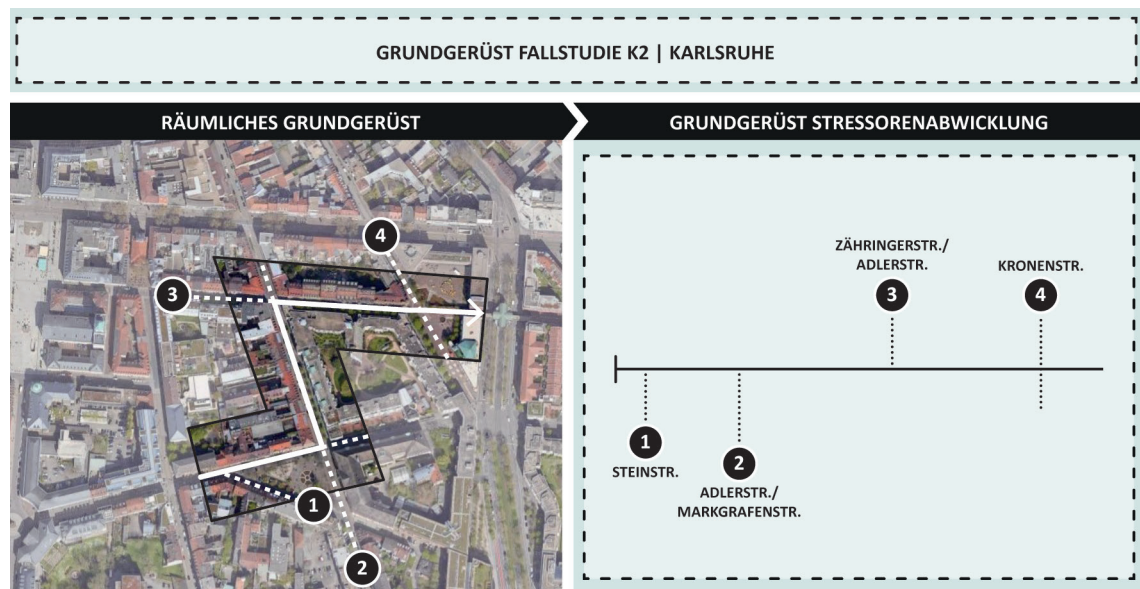 GRUNDGERÜST FALLSTUDIE K2 | KARLSRUHE
RÄUMLICHES GRUNDGERÜST
4
3
1
2
GRUNDGERÜST STRESSORENABWICKLUNG
ZÄHRINGERSTR./
ADLERSTR.
3
KRONENSTR.
4
1
STEINSTR.
2
ADLERSTR./
MARKGRAFENSTR.